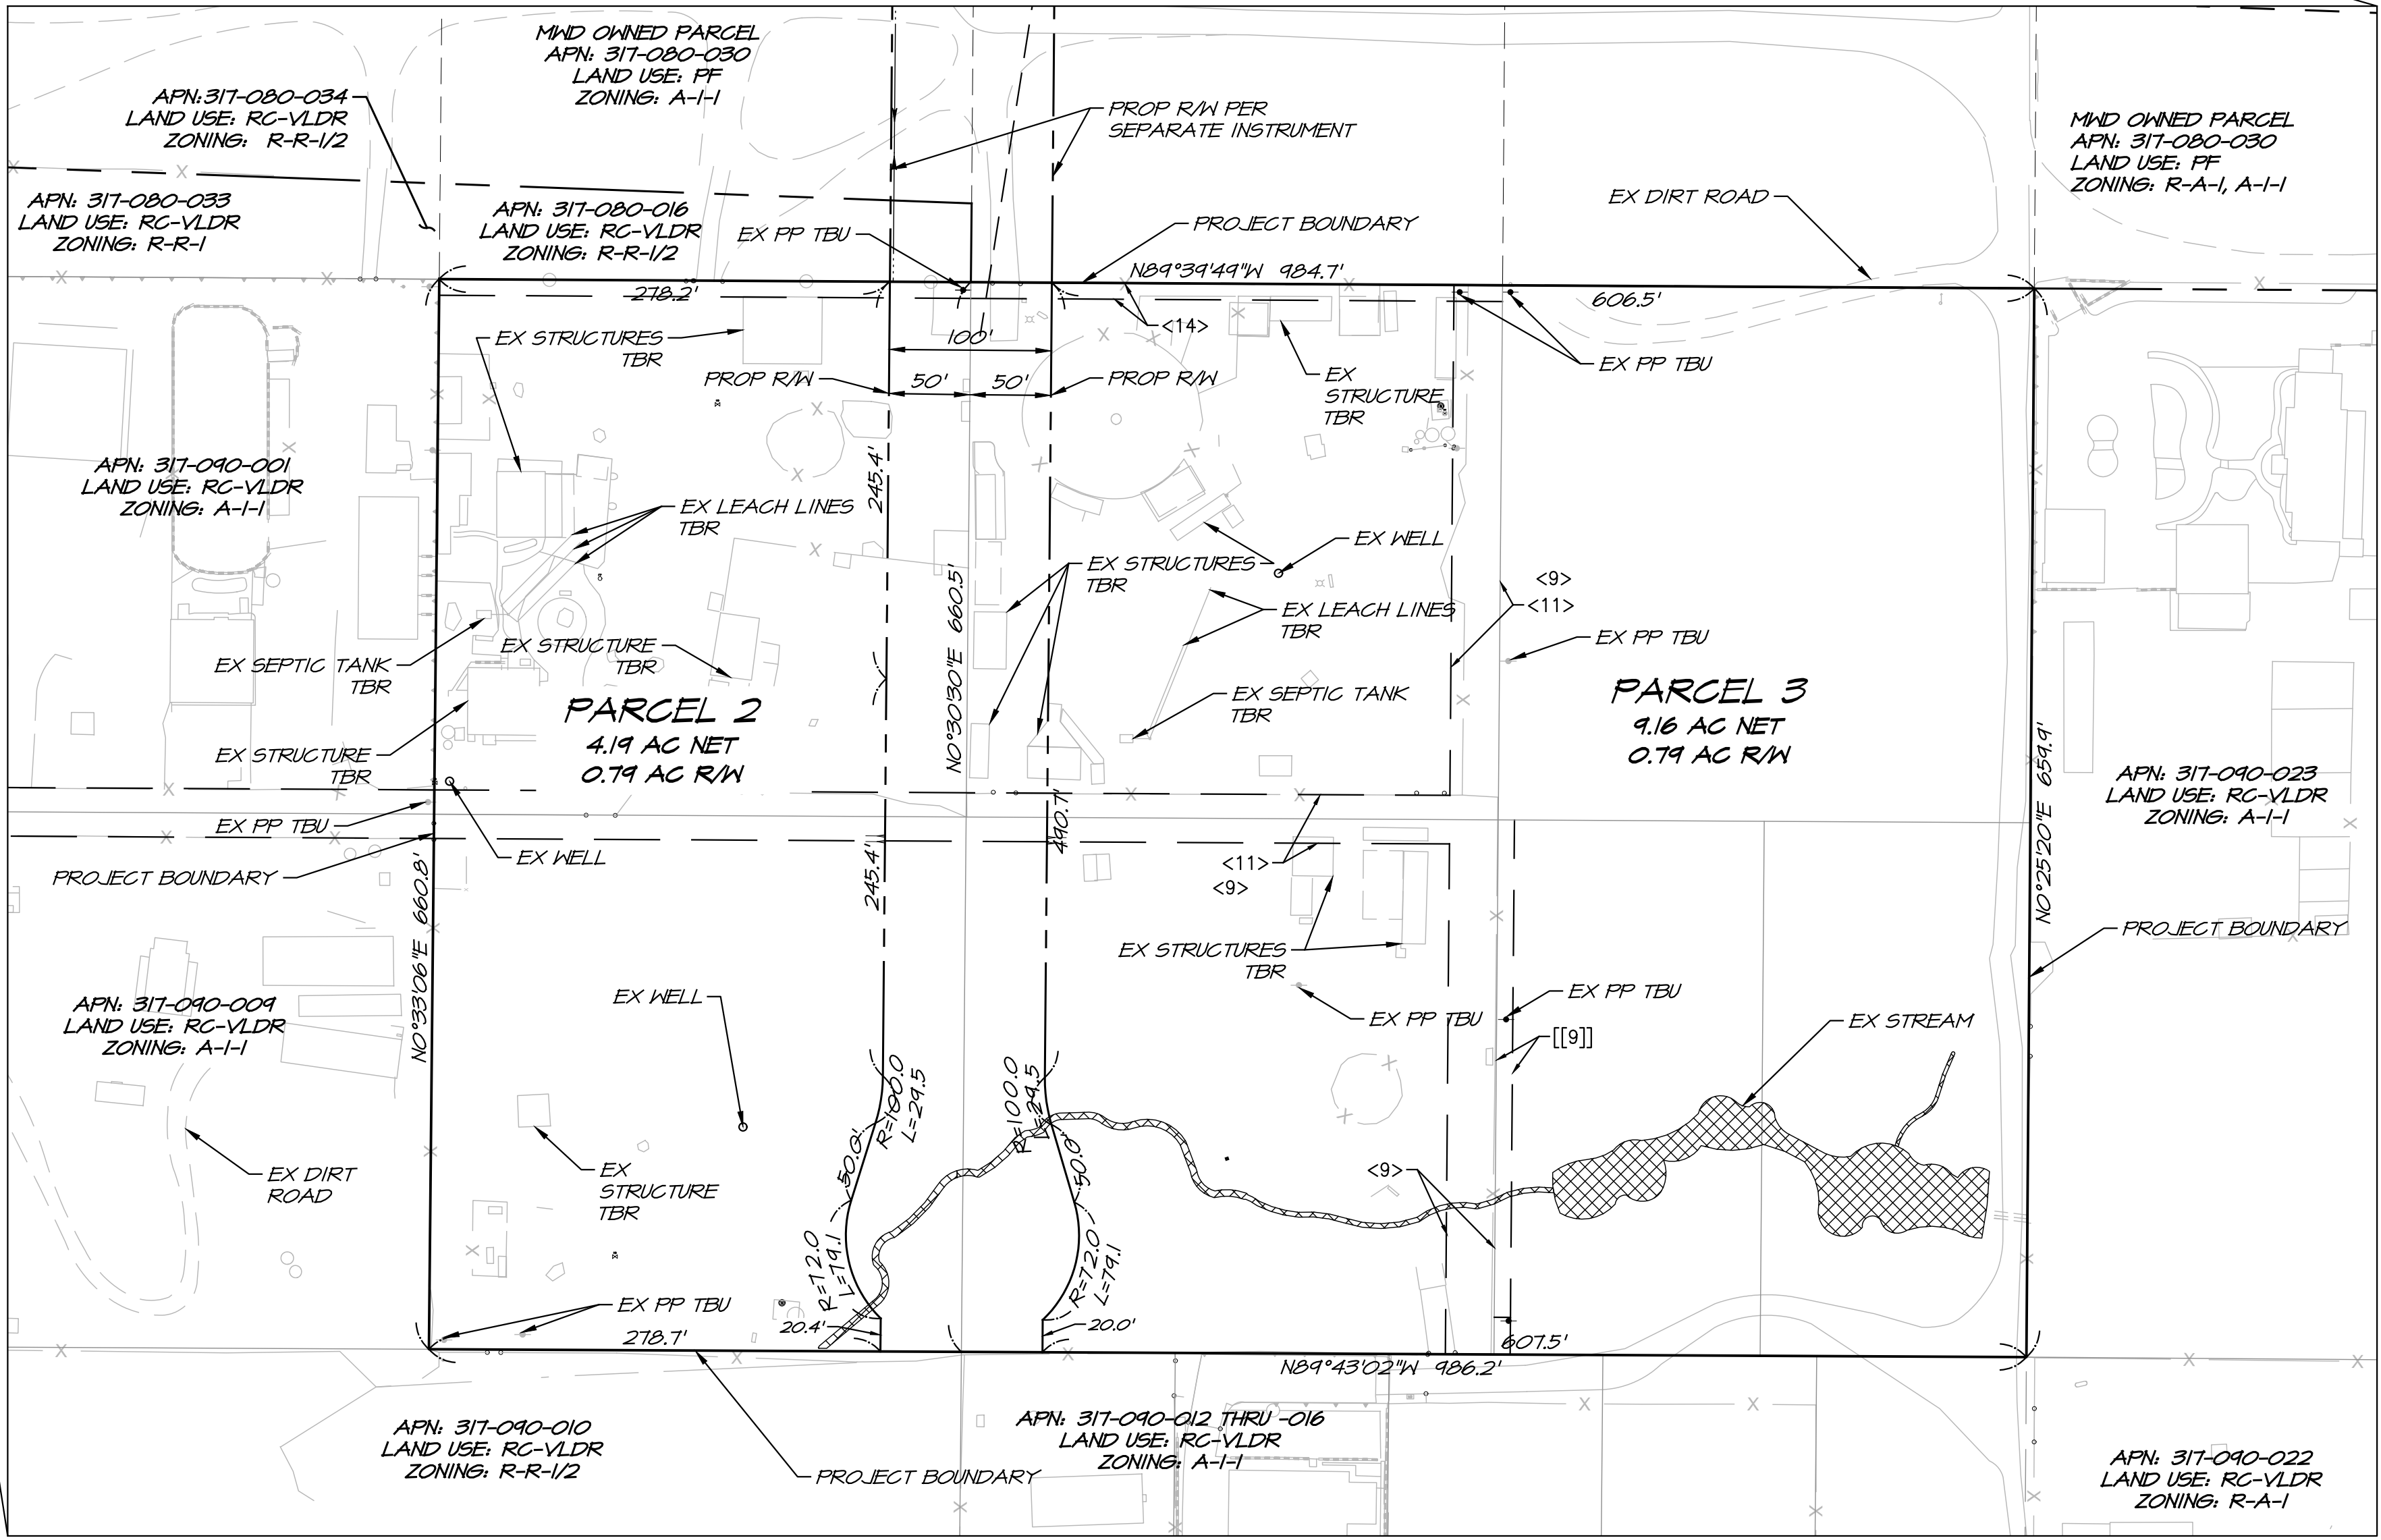 MWD OWNED PARCEL
APN: 317-080-030
LAND USE: PF
ZONING: A-1-1
APN:317-080-034
LAND USE: RC-VLDR
ZONING: R-R-1/2
PROP R/W PER
SEPARATE INSTRUMENT
MWD OWNED PARCEL
APN: 317-080-030
LAND USE: PF
ZONING: R-A-1, A-1-1
APN: 317-080-033
LAND USE: RC-VLDR
ZONING: R-R-1
APN: 317-080-016
LAND USE: RC-VLDR
ZONING: R-R-1/2
EX PP TBU
PROJECT BOUNDARY
EX DIRT ROAD
N89°39'49"W 984.7'
278.2'
606.5'
<14>
EX STRUCTURES
TBR
100'
EX PP TBU
PROP R/W
50'
50'
PROP R/W
EX
STRUCTURE
TBR
APN: 317-090-001
LAND USE: RC-VLDR
ZONING: A-1-1
245.4'
EX LEACH LINES
TBR
EX WELL
EX STRUCTURES
TBR
<9>
<11>
N0°30'30"E 660.5'
EX LEACH LINES
TBR
EX STRUCTURE
TBR
EX PP TBU
EX SEPTIC TANK
TBR
EX SEPTIC TANK
TBR
PARCEL 2
4.19 AC NET
0.79 AC R/W
PARCEL 3
9.16 AC NET
0.79 AC R/W
EX STRUCTURE
TBR
N0°25'20"E 659.9'
APN: 317-090-023
LAND USE: RC-VLDR
ZONING: A-1-1
EX PP TBU
EX WELL
490.7'
245.4'
<11>
<9>
PROJECT BOUNDARY
N0°33'06"E 660.8'
EX STRUCTURES
TBR
PROJECT BOUNDARY
APN: 317-090-009
LAND USE: RC-VLDR
ZONING: A-1-1
EX WELL
EX PP TBU
EX PP TBU
[[9]]
EX STREAM
R=100.0
L=29.5
R=100.0
L=29.5
50.0'
50.0'
<9>
EX DIRT
ROAD
EX
STRUCTURE
TBR
R=72.0
L=79.1
R=72.0
L=79.1
EX PP TBU
20.4'
20.0'
278.7'
607.5'
N89°43'02"W 986.2'
APN: 317-090-010
LAND USE: RC-VLDR
ZONING: R-R-1/2
APN: 317-090-012 THRU -016
LAND USE: RC-VLDR
ZONING: A-1-1
PROJECT BOUNDARY
APN: 317-090-022
LAND USE: RC-VLDR
ZONING: R-A-1